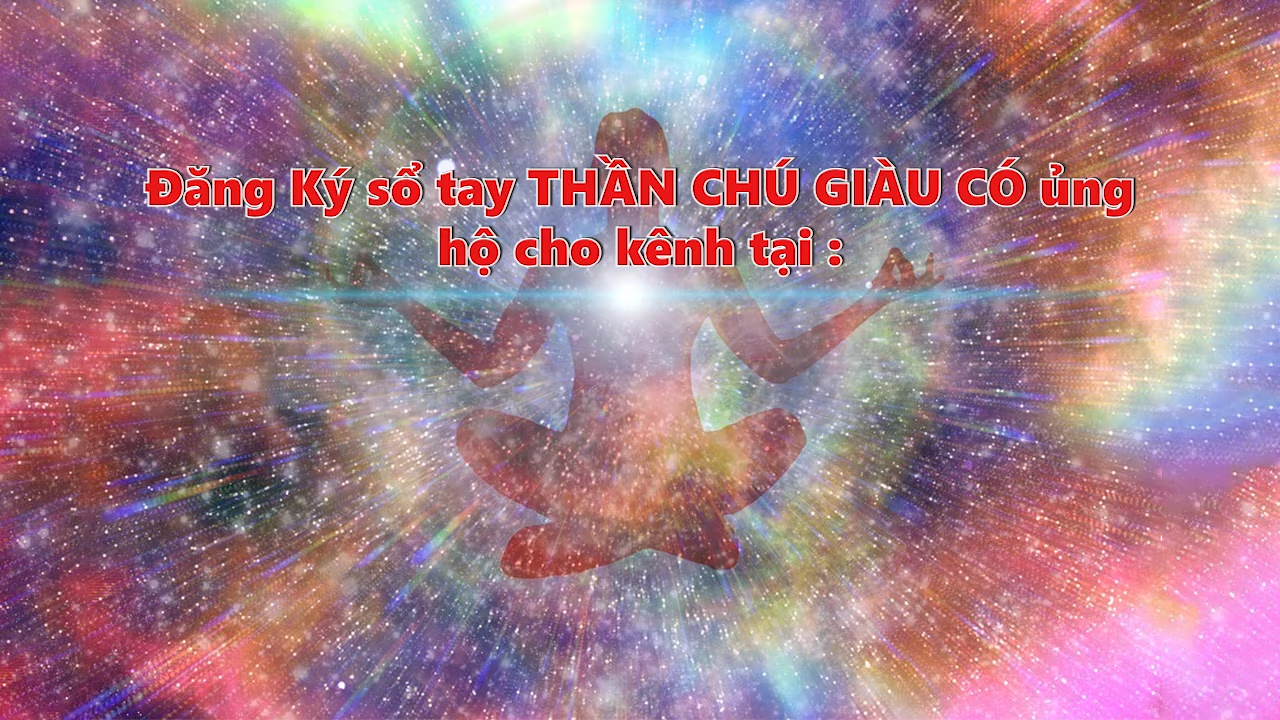 Đăng Ký sổ tay THẦN CHÚ GIÀU CÓ ủng
hộ cho kênh tại :